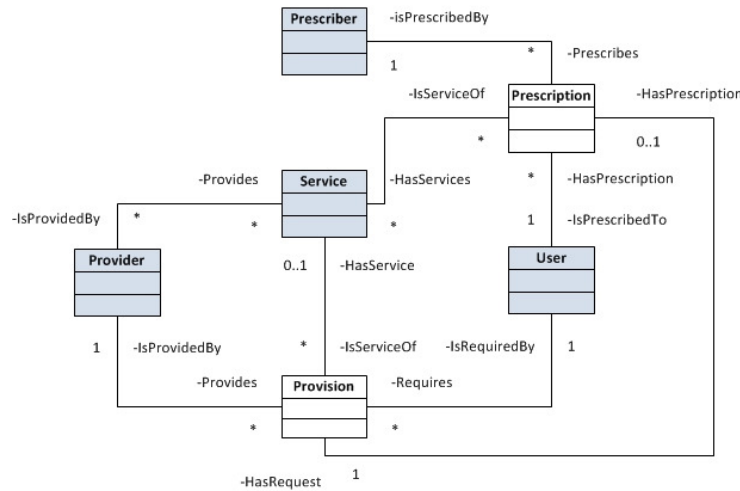 Prescriber
-isPrescribedBy
*
-Prescribes
1
-IsServiceOf
Prescription
-HasPrescription
*
0..1
-Provides
Service
-HasServices
*
-HasPrescription
-IsProvidedBy
*
*
*
1
-IsPrescribedTo
Provider
0..1
-HasService
User
1
-IsProvidedBy
*
-IsServiceOf
-IsRequiredBy
1
-Provides
Provision
-Requires
*
*
-HasRequest
1